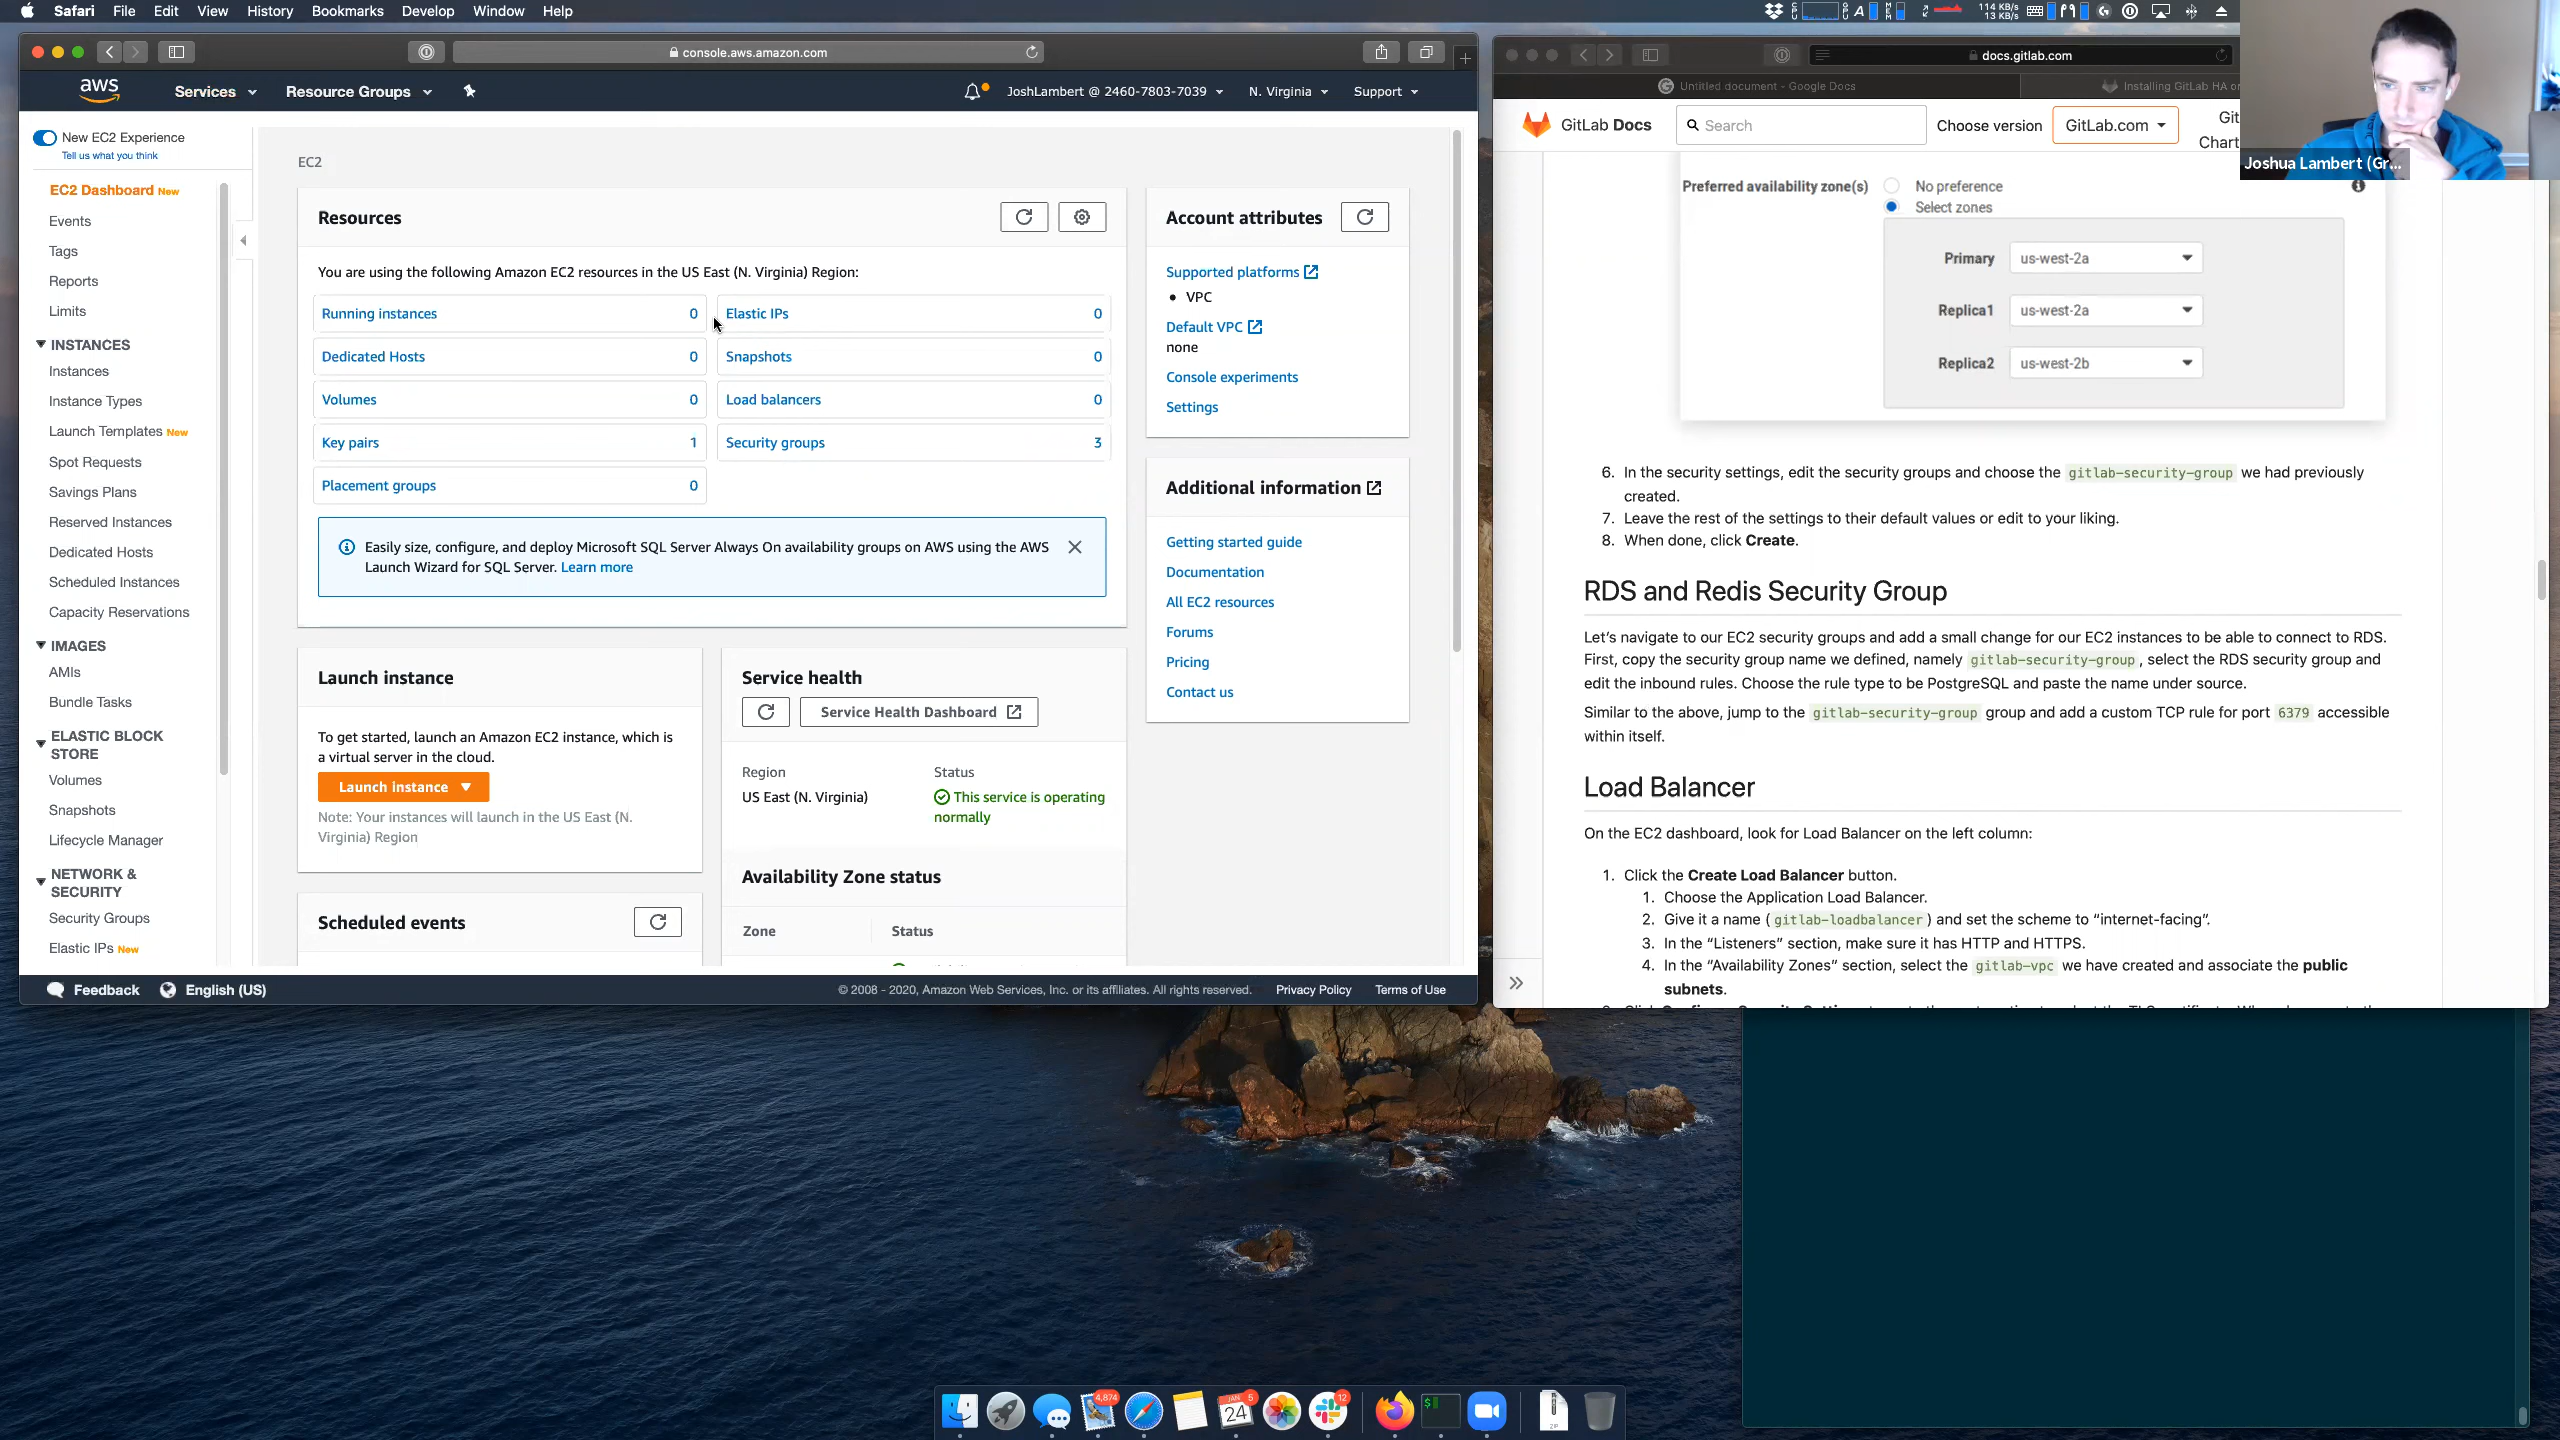 Safari File Edit View History Bookmarks Develop Window Help
114 KB/s
13 KB/s
console.aws.amazon.com
aws Services Resource Groups JoshLambert @ 2460-7803-7039 N. Virginia Support
New EC2 Experience
Tell us what you think
EC2 Dashboard New
Events
Tags
Reports
Limits
INSTANCES
Instances
Instance Types
Launch Templates New
Spot Requests
Savings Plans
Reserved Instances
Dedicated Hosts
Scheduled Instances
Capacity Reservations
IMAGES
AMIs
Bundle Tasks
ELASTIC BLOCK
STORE
Volumes
Snapshots
Lifecycle Manager
NETWORK &
SECURITY
Security Groups
Elastic IPs New
EC2
Resources
You are using the following Amazon EC2 resources in the US East (N. Virginia) Region:
Running instances 0 Elastic IPs 0
Dedicated Hosts 0 Snapshots 0
Volumes 0 Load balancers 0
Key pairs 1 Security groups 3
Placement groups 0
Easily size, configure, and deploy Microsoft SQL Server Always On availability groups on AWS using the AWS
Launch Wizard for SQL Server. Learn more
Launch instance
To get started, launch an Amazon EC2 instance, which is
a virtual server in the cloud.
Launch instance
Note: Your instances will launch in the US East (N.
Virginia) Region
Scheduled events
Service health
Service Health Dashboard
Region Status
US East (N. Virginia) This service is operating
normally
Availability Zone status
Zone Status
Account attributes
Supported platforms
VPC
Default VPC
none
Console experiments
Settings
Additional information
Getting started guide
Documentation
All EC2 resources
Forums
Pricing
Contact us
Feedback English (US) © 2008 - 2020, Amazon Web Services, Inc. or its affiliates. All rights reserved. Privacy Policy Terms of Use
docs.gitlab.com
Untitled document - Google Docs Installing GitLab HA on
GitLab Docs Search Choose version GitLab.com Git
Chart
Joshua Lambert (Gr...
Preferred availability zone(s) No preference
Select zones
Primary us-west-2a
Replica1 us-west-2a
Replica2 us-west-2b
6. In the security settings, edit the security groups and choose the gitlab-security-group we had previously
created.
7. Leave the rest of the settings to their default values or edit to your liking.
8. When done, click Create.
RDS and Redis Security Group
Let's navigate to our EC2 security groups and add a small change for our EC2 instances to be able to connect to RDS.
First, copy the security group name we defined, namely gitlab-security-group, select the RDS security group and
edit the inbound rules. Choose the rule type to be PostgreSQL and paste the name under source.
Similar to the above, jump to the gitlab-security-group group and add a custom TCP rule for port 6379 accessible
within itself.
Load Balancer
On the EC2 dashboard, look for Load Balancer on the left column:
1. Click the Create Load Balancer button.
1. Choose the Application Load Balancer.
2. Give it a name (gitlab-loadbalancer) and set the scheme to “internet-facing”.
3. In the “Listeners” section, make sure it has HTTP and HTTPS.
4. In the “Availability Zones” section, select the gitlab-vpc we have created and associate the public
subnets.
4,874
JAN
24
5
12
ZIP